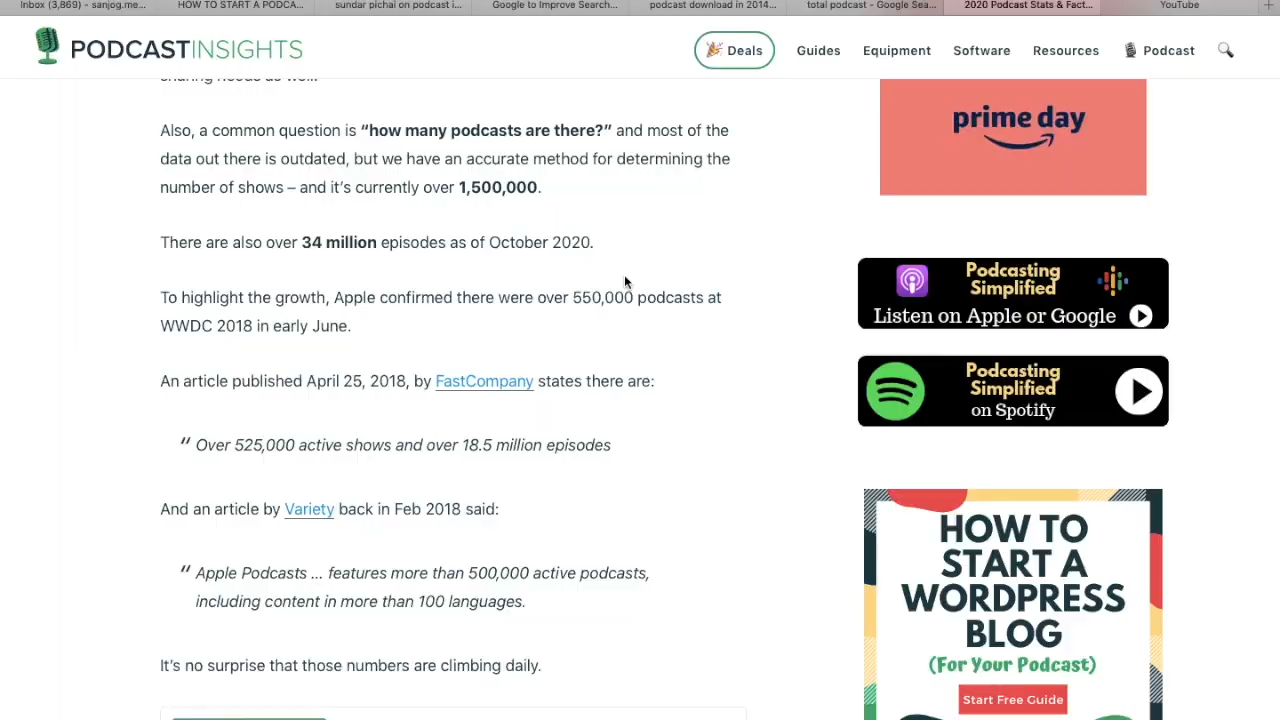 Inbox (3,869) - sanjog.me...
HOW TO START A PODCA...
sundar pichai on podcast i...
Google to Improve Search...
podcast download in 2014...
total podcast - Google Sea...
2020 Podcast Stats & Fact...
YouTube
PODCASTINSIGHTS
Deals
Guides
Equipment
Software
Resources
Podcast
sharing needs as well.
Also, a common question is “how many podcasts are there?” and most of the
data out there is outdated, but we have an accurate method for determining the
number of shows – and it’s currently over 1,500,000.
There are also over 34 million episodes as of October 2020.
To highlight the growth, Apple confirmed there were over 550,000 podcasts at
WWDC 2018 in early June.
An article published April 25, 2018, by FastCompany states there are:
“ Over 525,000 active shows and over 18.5 million episodes
And an article by Variety back in Feb 2018 said:
“ Apple Podcasts ... features more than 500,000 active podcasts,
including content in more than 100 languages.
It’s no surprise that those numbers are climbing daily.
prime day
Podcasting
Simplified
Listen on Apple or Google
Podcasting
Simplified
on Spotify
HOW TO
START A
WORDPRESS
BLOG
(For Your Podcast)
Start Free Guide